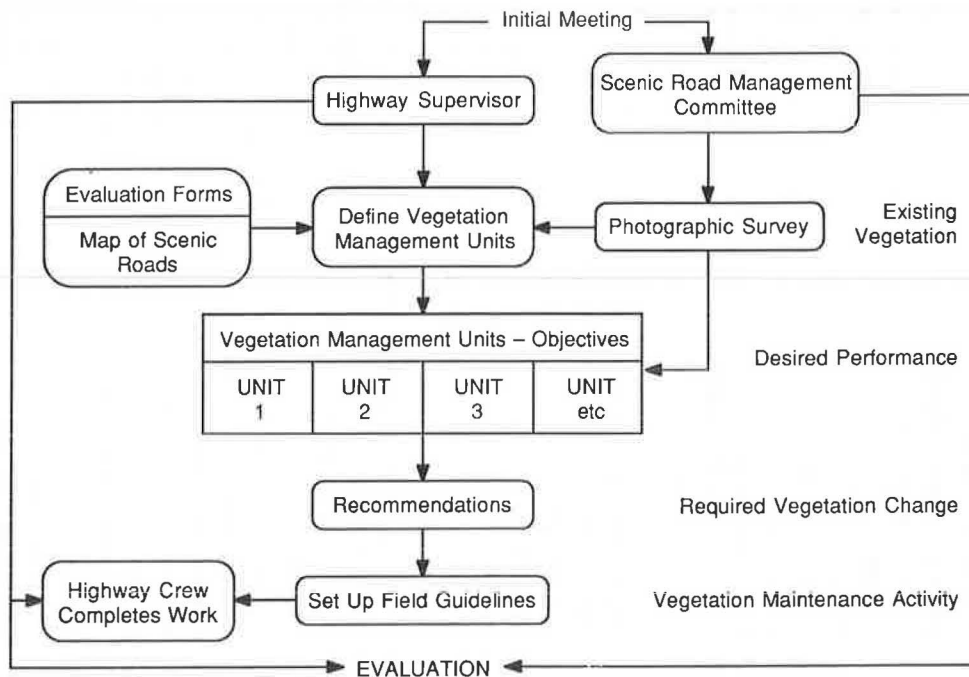 Initial Meeting
Highway Supervisor
Scenic Road Management
Committee
Evaluation Forms
Map of Scenic
Roads
Define Vegetation
Management Units
Photographic Survey
Existing
Vegetation
Vegetation Management Units – Objectives
UNIT
1
UNIT
2
UNIT
3
UNIT
etc
Desired Performance
Recommendations
Required Vegetation Change
Highway Crew
Completes Work
Set Up Field Guidelines
Vegetation Maintenance Activity
EVALUATION